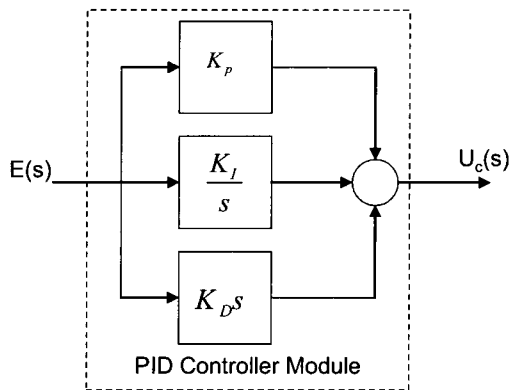 K_p
E(s)
K_I
s
U_c(s)
K_D s
PID Controller Module